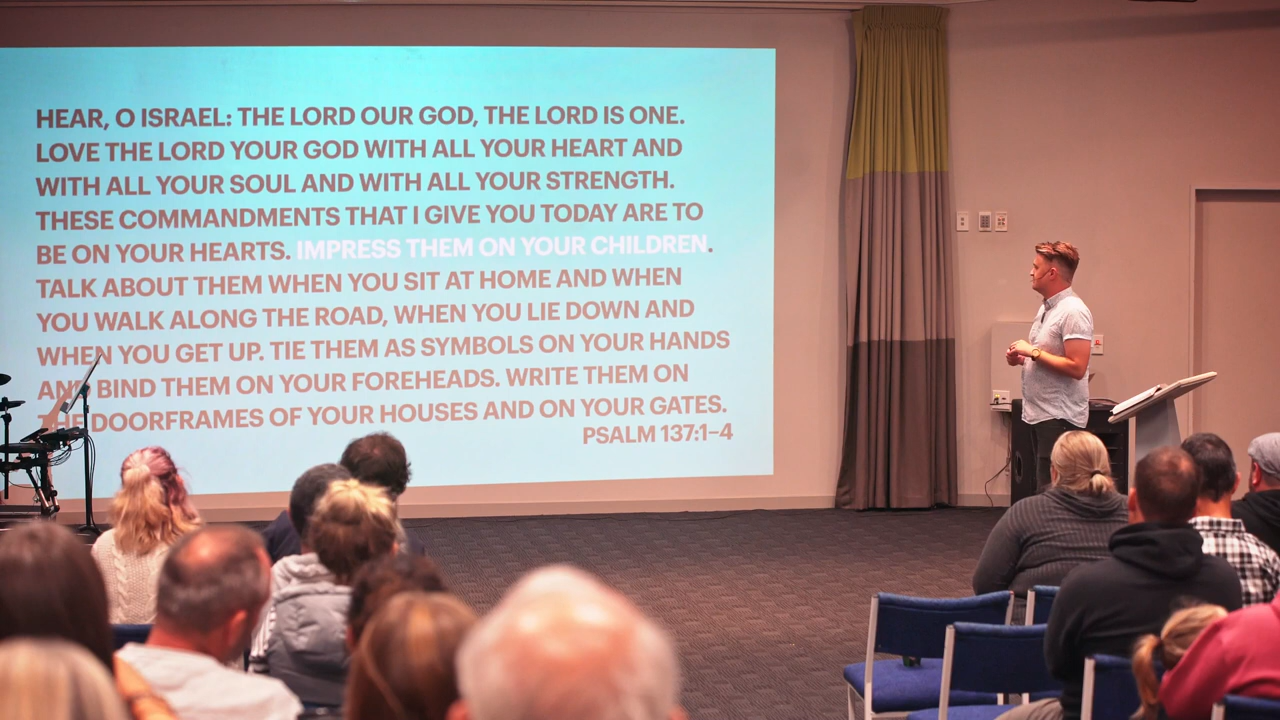 HEAR, O ISRAEL: THE LORD OUR GOD, THE LORD IS ONE.
LOVE THE LORD YOUR GOD WITH ALL YOUR HEART AND
WITH ALL YOUR SOUL AND WITH ALL YOUR STRENGTH.
THESE COMMANDMENTS THAT I GIVE YOU TODAY ARE TO
BE ON YOUR HEARTS. IMPRESS THEM ON YOUR CHILDREN.
TALK ABOUT THEM WHEN YOU SIT AT HOME AND WHEN
YOU WALK ALONG THE ROAD, WHEN YOU LIE DOWN AND
WHEN YOU GET UP. TIE THEM AS SYMBOLS ON YOUR HANDS
AND BIND THEM ON YOUR FOREHEADS. WRITE THEM ON
THE DOORFRAMES OF YOUR HOUSES AND ON YOUR GATES.
PSALM 137:1–4